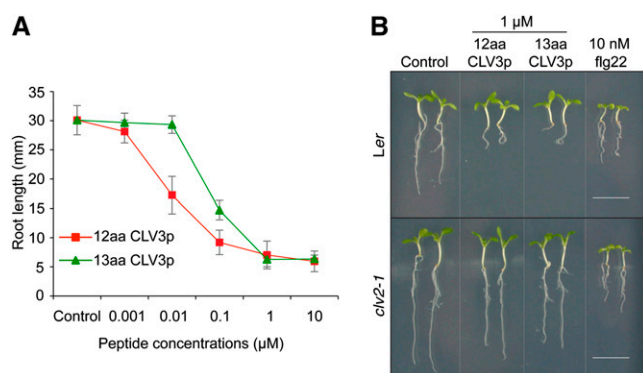 A
35
30
25
20
15
10
5
0
Root length (mm)
12aa CLV3p
13aa CLV3p
Control 0.001 0.01 0.1 1 10
Peptide concentrations (µM)
B
1 µM
Control 12aa CLV3p 13aa CLV3p 10 nM flg22
Ler
clv2-1